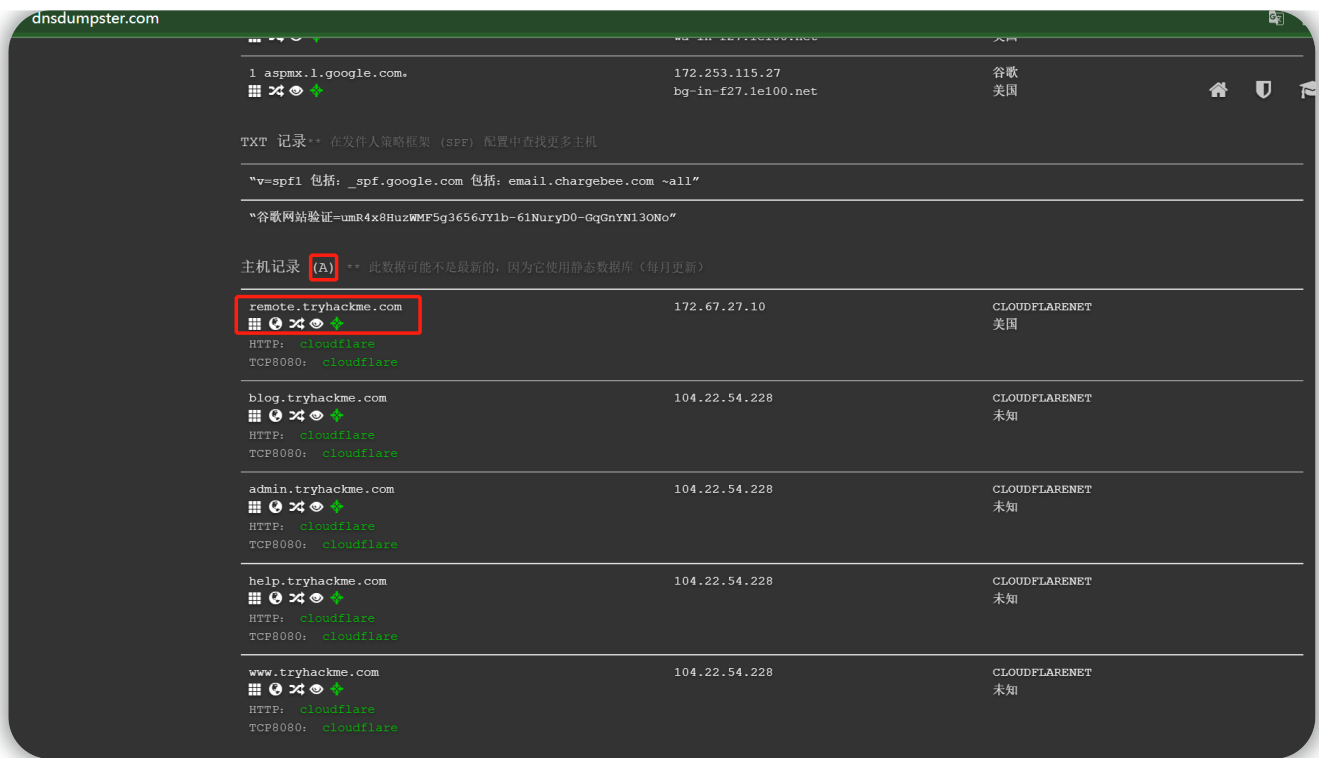 dnsdumpster.com
1 aspmx.l.google.com。
172.253.115.27
谷歌
bg-in-f27.1e100.net
美国
TXT 记录** 在发件人策略框架 (SPF) 配置中查找更多主机
“v=spf1 包括：_spf.google.com 包括：email.chargebee.com ~all”
“谷歌网站验证=umR4x8HuzWMF5g3656JY1b-61NuryD0-GqGnYN13ONo”
主机记录 (A) ** 此数据可能不是最新的，因为它使用静态数据库（每月更新）
remote.tryhackme.com
172.67.27.10
CLOUDFLARENET
美国
HTTP： cloudflare
TCP8080： cloudflare
blog.tryhackme.com
104.22.54.228
CLOUDFLARENET
未知
HTTP： cloudflare
TCP8080： cloudflare
admin.tryhackme.com
104.22.54.228
CLOUDFLARENET
未知
HTTP： cloudflare
TCP8080： cloudflare
help.tryhackme.com
104.22.54.228
CLOUDFLARENET
未知
HTTP： cloudflare
TCP8080： cloudflare
www.tryhackme.com
104.22.54.228
CLOUDFLARENET
未知
HTTP： cloudflare
TCP8080： cloudflare